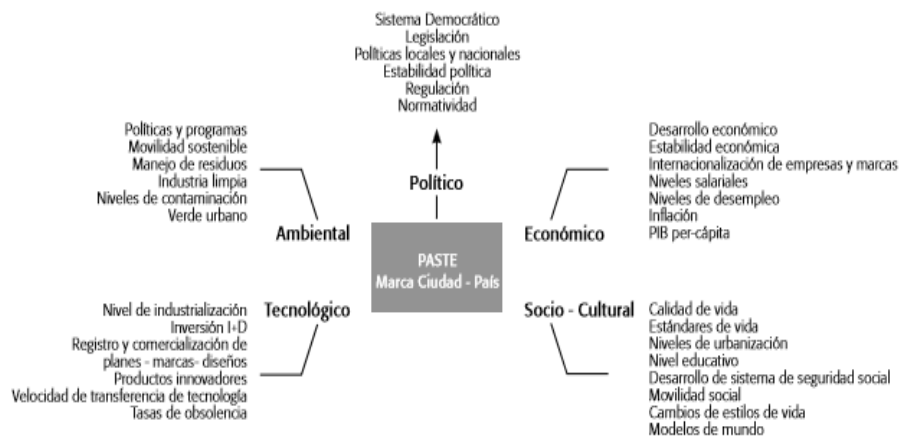 Sistema Democrático
Legislación
Políticas locales y nacionales
Estabilidad política
Regulación
Normatividad
Político
Políticas y programas
Movilidad sostenible
Manejo de residuos
Industria limpia
Niveles de contaminación
Verde urbano
Ambiental
Desarrollo económico
Estabilidad económica
Internacionalización de empresas y marcas
Niveles salariales
Niveles de desempleo
Inflación
PIB per-cápita
Económico
PASTE
Marca Ciudad - País
Tecnológico
Nivel de industrialización
Inversión I+D
Registro y comercialización de
planes - marcas- diseños
Productos innovadores
Velocidad de transferencia de tecnología
Tasas de obsolencia
Socio - Cultural
Calidad de vida
Estándares de vida
Niveles de urbanización
Nivel educativo
Desarrollo de sistema de seguridad social
Movilidad social
Cambios de estilos de vida
Modelos de mundo